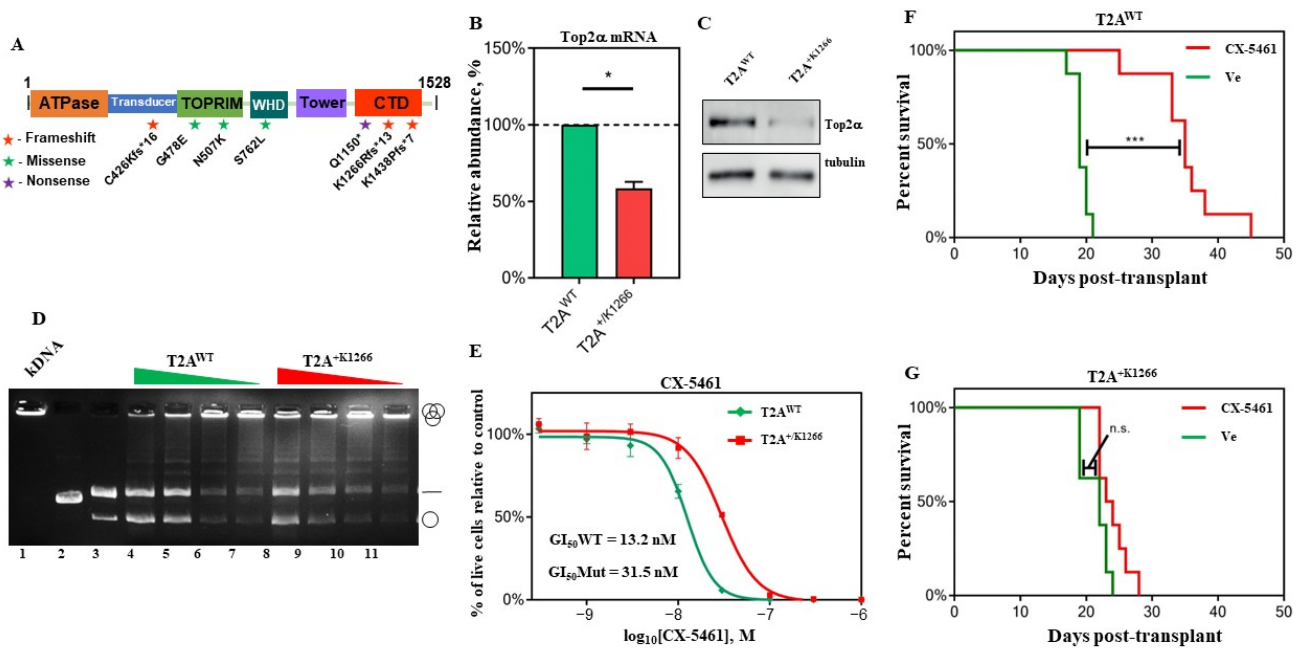 A
1
1528
ATPase
Transducer
TOPRIM
WHD
Tower
CTD
- Frameshift
- Missense
- Nonsense
C426Kfs*16
G478E
N507K
S762L
Q1150*
K1266Rfs*13
K1438Pfs*7
B
Top2α mRNA
Relative abundance, %
150%
100%
50%
0%
*
T2A^WT
T2A^+/K1266
C
T2A^WT
T2A^+K1266
Top2α
tubulin
D
kDNA
T2A^WT
T2A^+K1266
1 2 3 4 5 6 7 8 9 10 11
E
CX-5461
% of live cells relative to control
100%
50%
0%
T2A^WT
T2A^+/K1266
GI50WT = 13.2 nM
GI50Mut = 31.5 nM
−9 −8 −7 −6
log10[CX-5461], M
F
T2A^WT
Percent survival
100%
50%
0%
CX-5461
Ve
***
0 10 20 30 40 50
Days post-transplant
G
T2A^+K1266
Percent survival
100%
50%
0%
CX-5461
Ve
n.s.
0 10 20 30 40 50
Days post-transplant